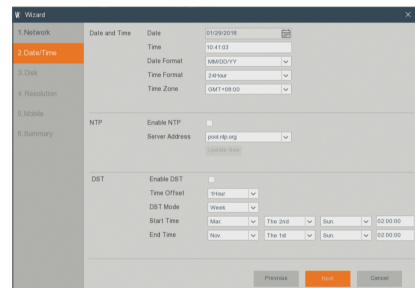 Wizard
1.Network
2.Date/Time
3.Disk
4.Resolution
5.Mobile
6.Summary
Date and Time
Date 01/29/2018
Time 10:41:03
Date Format MM/DD/YY
Time Format 24Hour
Time Zone GMT+08:00
NTP
Enable NTP
Server Address pool.ntp.org
Update Now
DST
Enable DST
Time Offset 1Hour
DST Mode Week
Start Time Mar. The 2nd Sun. 02:00:00
End Time Nov. The 1st Sun. 02:00:00
Previous Next Cancel